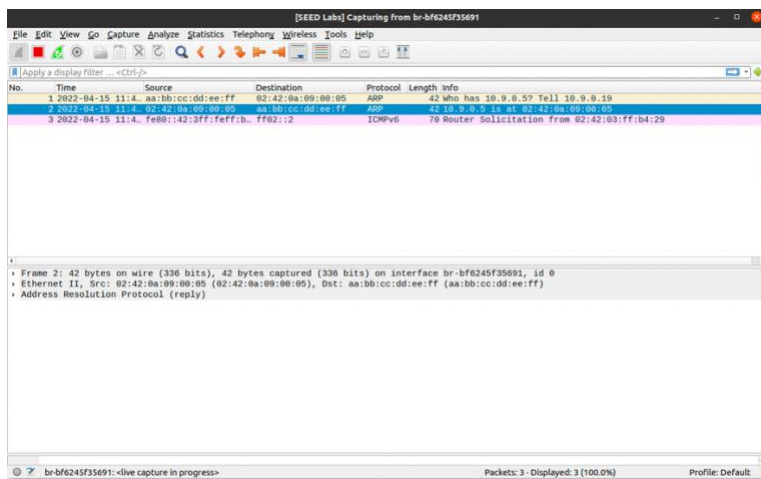 [SEED Labs] Capturing from br-bf6245f35691
File Edit View Go Capture Analyze Statistics Telephony Wireless Tools Help
Apply a display filter ... <Ctrl-/>
No. Time Source Destination Protocol Length Info
1 2022-04-15 11:4… aa:bb:cc:dd:ee:ff 02:42:0a:09:00:05 ARP 42 Who has 10.9.0.5? Tell 10.9.0.19
2 2022-04-15 11:4… 02:42:0a:09:00:05 aa:bb:cc:dd:ee:ff ARP 42 10.9.0.5 is at 02:42:0a:09:00:05
3 2022-04-15 11:4… fe80::42:3ff:feff:b… ff02::2 ICMPv6 70 Router Solicitation from 02:42:03:ff:b4:29
Frame 2: 42 bytes on wire (336 bits), 42 bytes captured (336 bits) on interface br-bf6245f35691, id 0
Ethernet II, Src: 02:42:0a:09:00:05 (02:42:0a:09:00:05), Dst: aa:bb:cc:dd:ee:ff (aa:bb:cc:dd:ee:ff)
Address Resolution Protocol (reply)
br-bf6245f35691: <live capture in progress> Packets: 3 · Displayed: 3 (100.0%) Profile: Default